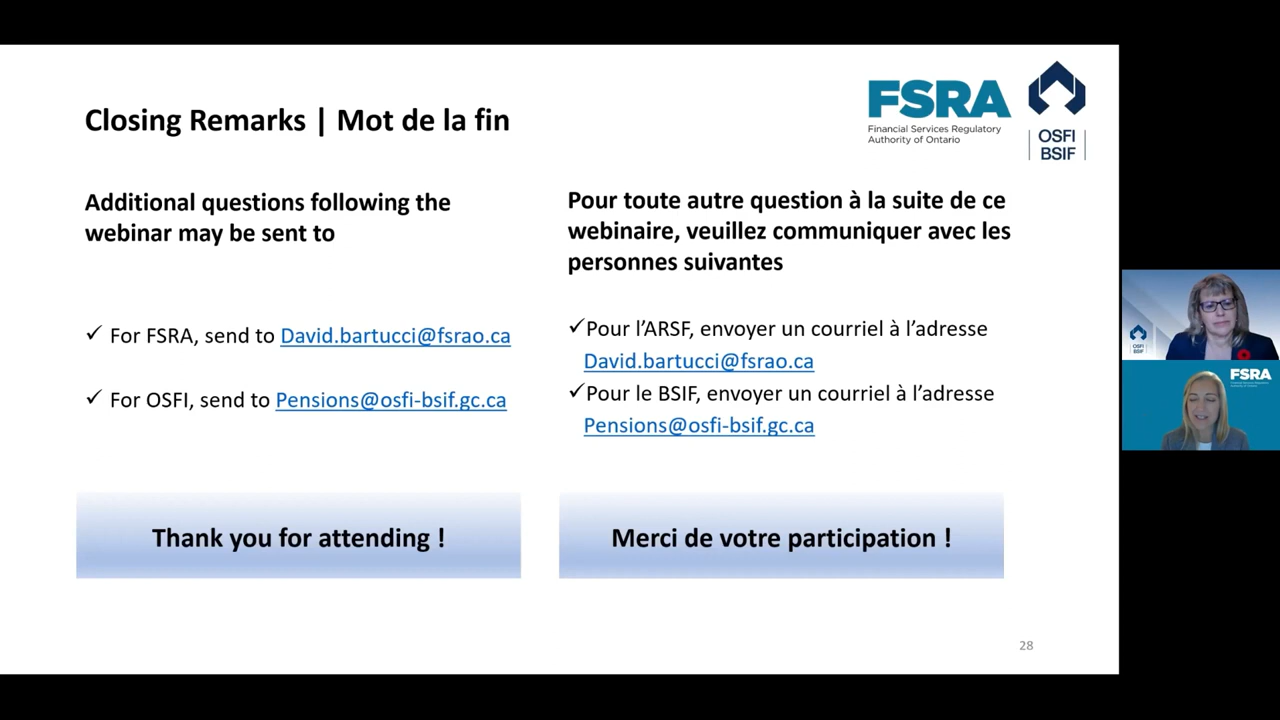 Closing Remarks | Mot de la fin
FSRA
Financial Services Regulatory
Authority of Ontario
OSFI
BSIF
Additional questions following the
webinar may be sent to
✓ For FSRA, send to David.bartucci@fsrao.ca
✓ For OSFI, send to Pensions@osfi-bsif.gc.ca
Pour toute autre question à la suite de ce
webinaire, veuillez communiquer avec les
personnes suivantes
✓Pour l’ARSF, envoyer un courriel à l’adresse
David.bartucci@fsrao.ca
✓Pour le BSIF, envoyer un courriel à l’adresse
Pensions@osfi-bsif.gc.ca
Thank you for attending !
Merci de votre participation !
28
OSFI
BSIF
FSRA